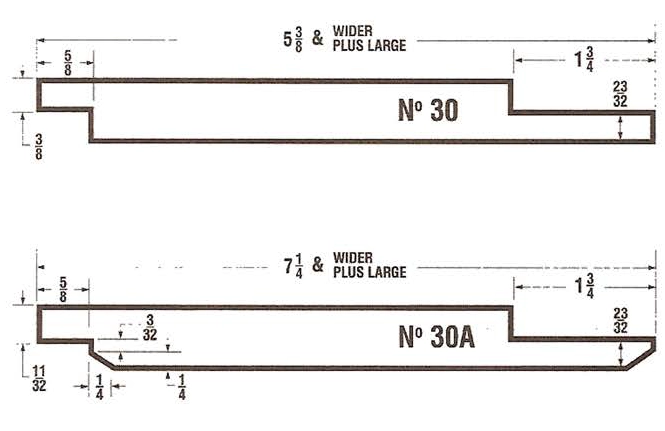 5 3/8 & WIDER
PLUS LARGE
5/8
1 3/4
23/32
Nº 30
3/8
7 1/4 & WIDER
PLUS LARGE
5/8
1 3/4
3/32
23/32
Nº 30A
11/32
1/4
1/4